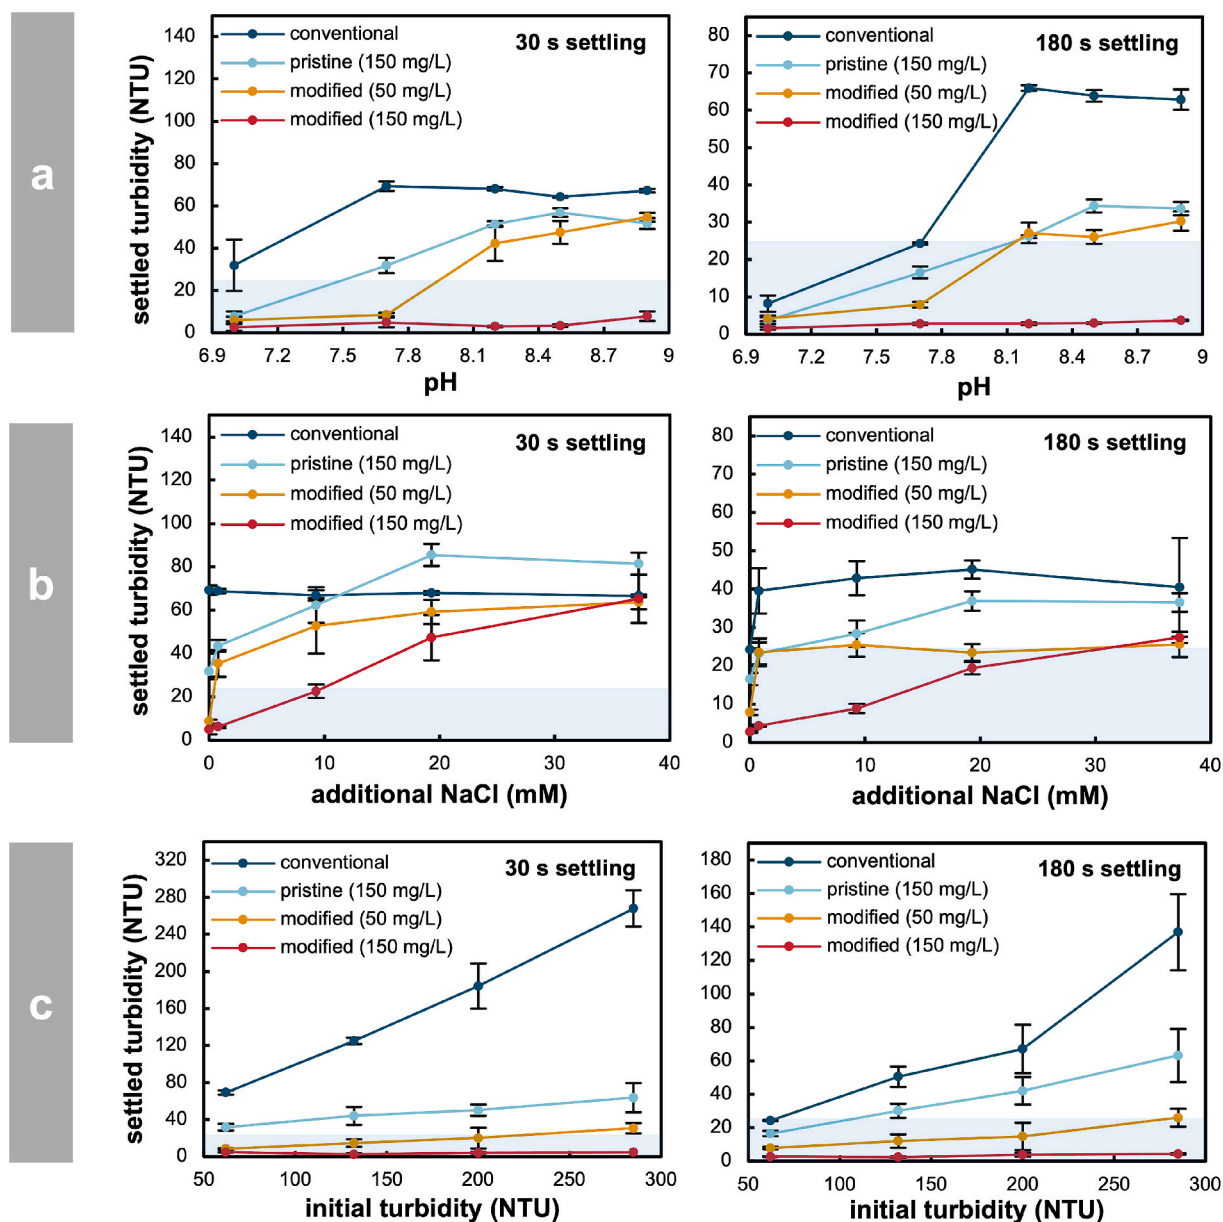 a
settled turbidity (NTU)
140
120
100
80
60
40
20
0
conventional
pristine (150 mg/L)
modified (50 mg/L)
modified (150 mg/L)
30 s settling
6.9 7.2 7.5 7.8 8.1 8.4 8.7 9
pH
80
70
60
50
40
30
20
10
0
conventional
pristine (150 mg/L)
modified (50 mg/L)
modified (150 mg/L)
180 s settling
6.9 7.2 7.5 7.8 8.1 8.4 8.7 9
pH
b
settled turbidity (NTU)
140
120
100
80
60
40
20
0
conventional
pristine (150 mg/L)
modified (50 mg/L)
modified (150 mg/L)
30 s settling
0 10 20 30 40
additional NaCl (mM)
80
70
60
50
40
30
20
10
0
conventional
pristine (150 mg/L)
modified (50 mg/L)
modified (150 mg/L)
180 s settling
0 10 20 30 40
additional NaCl (mM)
c
settled turbidity (NTU)
320
280
240
200
160
120
80
40
0
conventional
pristine (150 mg/L)
modified (50 mg/L)
modified (150 mg/L)
30 s settling
50 100 150 200 250 300
initial turbidity (NTU)
180
160
140
120
100
80
60
40
20
0
conventional
pristine (150 mg/L)
modified (50 mg/L)
modified (150 mg/L)
180 s settling
50 100 150 200 250 300
initial turbidity (NTU)